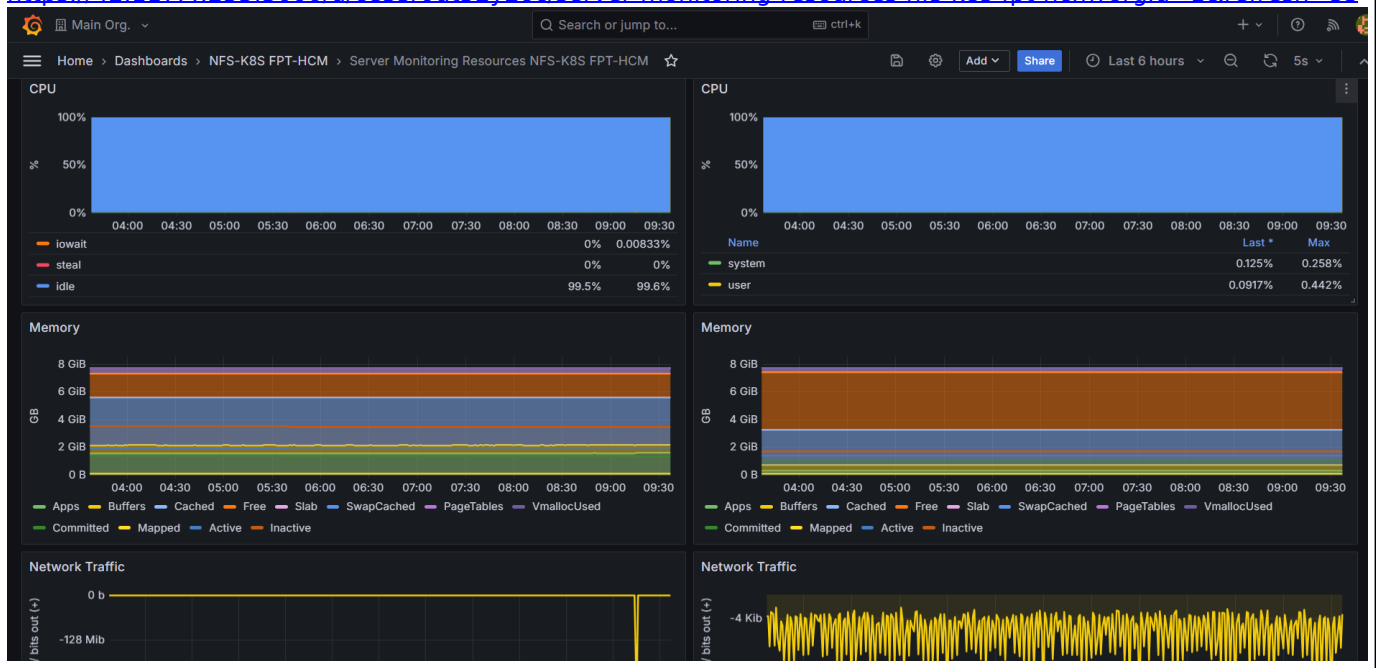 Main Org.
Search or jump to...
ctrl+k
Home › Dashboards › NFS-K8S FPT-HCM › Server Monitoring Resources NFS-K8S FPT-HCM
Add
Share
Last 6 hours
5s
CPU
100%
%
50%
0%
04:00 04:30 05:00 05:30 06:00 06:30 07:00 07:30 08:00 08:30 09:00 09:30
iowait 0% 0.00833%
steal 0% 0%
idle 99.5% 99.6%
CPU
100%
%
50%
0%
04:00 04:30 05:00 05:30 06:00 06:30 07:00 07:30 08:00 08:30 09:00 09:30
Name Last * Max
system 0.125% 0.258%
user 0.0917% 0.442%
Memory
8 GiB
6 GiB
GB
4 GiB
2 GiB
0 B
04:00 04:30 05:00 05:30 06:00 06:30 07:00 07:30 08:00 08:30 09:00 09:30
Apps Buffers Cached Free Slab SwapCached PageTables VmallocUsed
Committed Mapped Active Inactive
Memory
8 GiB
6 GiB
GB
4 GiB
2 GiB
0 B
04:00 04:30 05:00 05:30 06:00 06:30 07:00 07:30 08:00 08:30 09:00 09:30
Apps Buffers Cached Free Slab SwapCached PageTables VmallocUsed
Committed Mapped Active Inactive
Network Traffic
0 b
/ bits out (+)
-128 Mib
Network Traffic
/ bits out (+)
-4 Kib